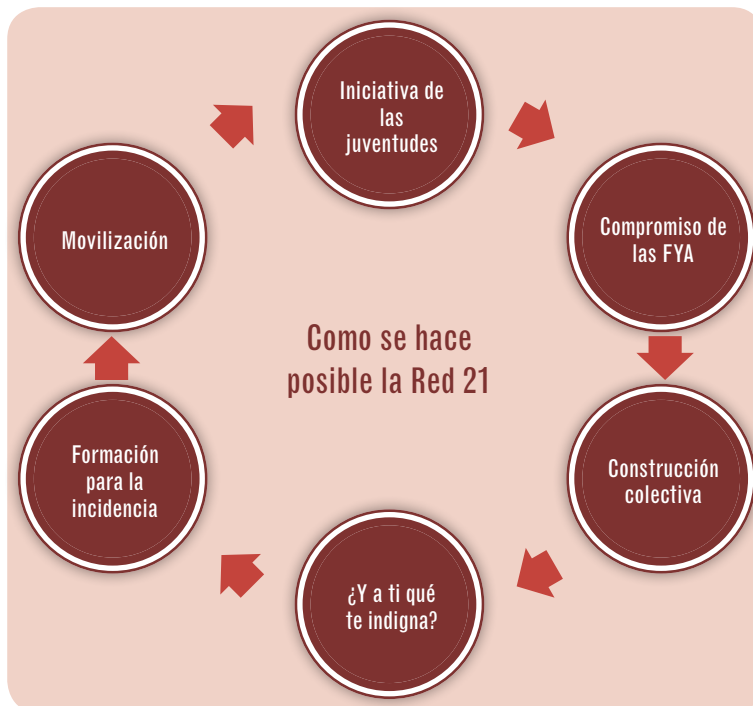 Iniciativa de
las
juventudes
Compromiso de
las FYA
Construcción
colectiva
¿Y a ti qué
te indigna?
Formación
para la
incidencia
Movilización
Como se hace
posible la Red 21